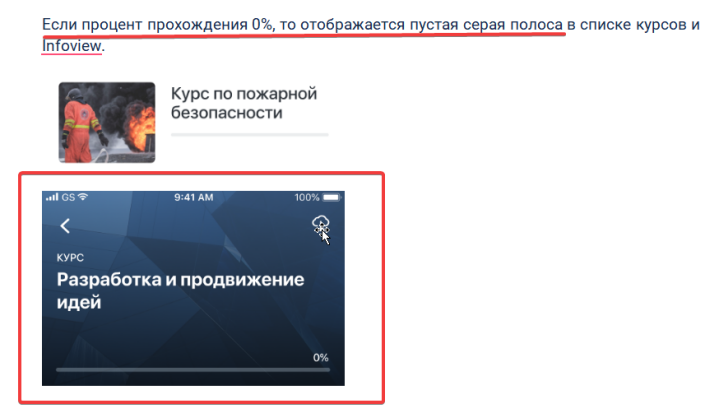 Если процент прохождения 0%, то отображается пустая серая полоса в списке курсов и
Infoview.
Курс по пожарной
безопасности
GS 9:41 AM 100%
КУРС
Разработка и продвижение
идей
0%